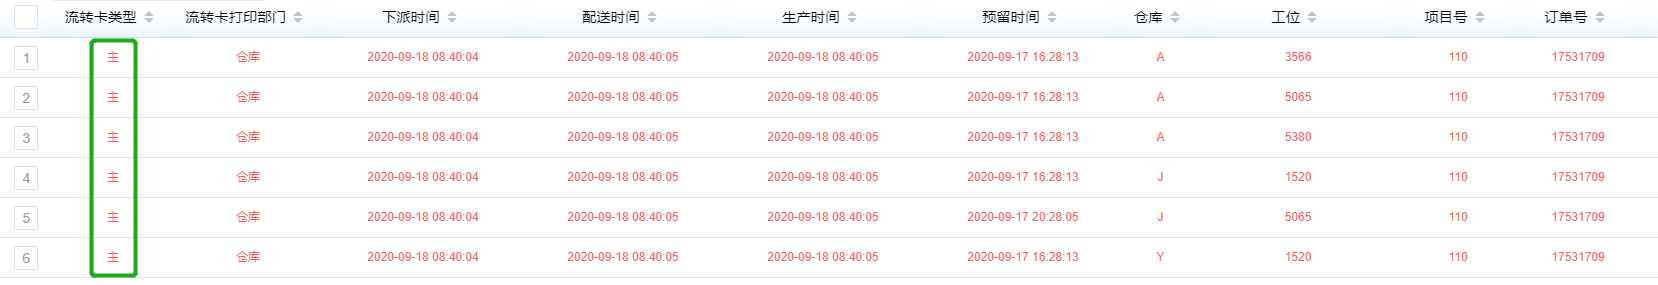 流转卡类型 流转卡打印部门 下派时间 配送时间 生产时间 预留时间 仓库 工位 项目号 订单号
1 主 仓库 2020-09-18 08:40:04 2020-09-18 08:40:05 2020-09-18 08:40:05 2020-09-17 16:28:13 A 3566 110 17531709
2 主 仓库 2020-09-18 08:40:04 2020-09-18 08:40:05 2020-09-18 08:40:05 2020-09-17 16:28:13 A 5065 110 17531709
3 主 仓库 2020-09-18 08:40:04 2020-09-18 08:40:05 2020-09-18 08:40:05 2020-09-17 16:28:13 A 5380 110 17531709
4 主 仓库 2020-09-18 08:40:04 2020-09-18 08:40:05 2020-09-18 08:40:05 2020-09-17 16:28:13 J 1520 110 17531709
5 主 仓库 2020-09-18 08:40:04 2020-09-18 08:40:05 2020-09-18 08:40:05 2020-09-17 20:28:05 J 5065 110 17531709
6 主 仓库 2020-09-18 08:40:04 2020-09-18 08:40:05 2020-09-18 08:40:05 2020-09-17 16:28:13 Y 1520 110 17531709